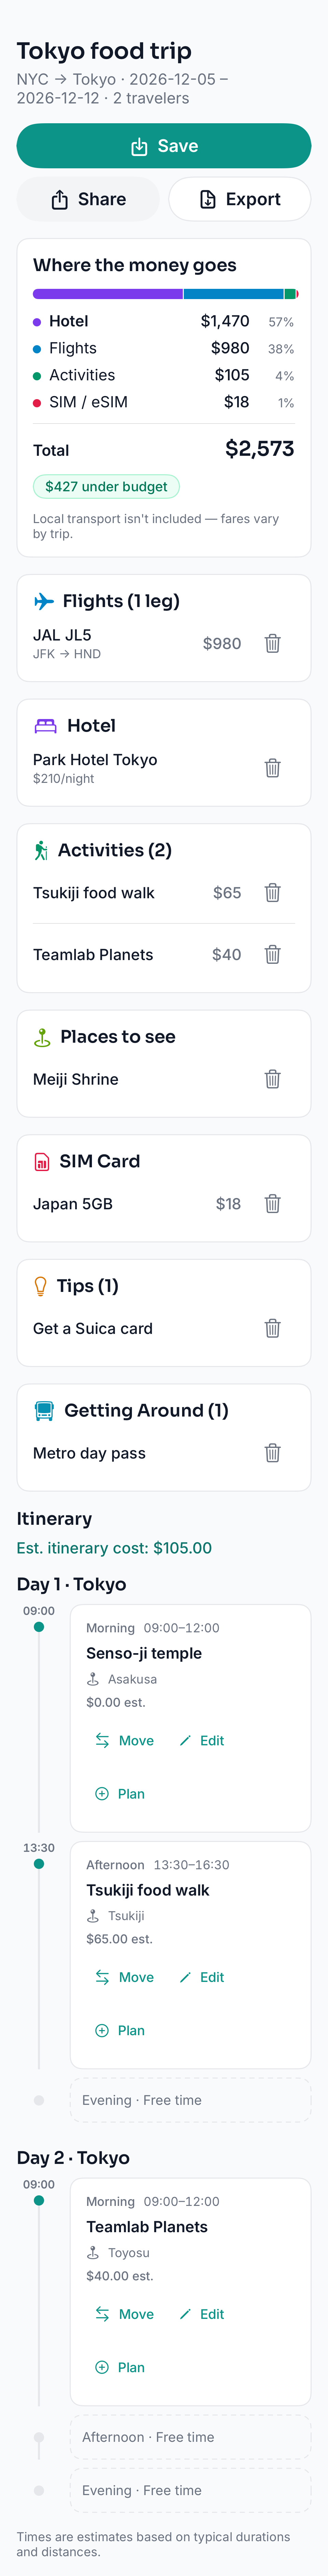 Tokyo food trip
NYC → Tokyo · 2026-12-05 –
2026-12-12 · 2 travelers
Save
Share
Export
Where the money goes
Hotel $1,470 57%
Flights $980 38%
Activities $105 4%
SIM / eSIM $18 1%
Total $2,573
$427 under budget
Local transport isn't included — fares vary
by trip.
Flights (1 leg)
JAL JL5 $980
JFK → HND
Hotel
Park Hotel Tokyo
$210/night
Activities (2)
Tsukiji food walk $65
Teamlab Planets $40
Places to see
Meiji Shrine
SIM Card
Japan 5GB $18
Tips (1)
Get a Suica card
Getting Around (1)
Metro day pass
Itinerary
Est. itinerary cost: $105.00
Day 1 · Tokyo
09:00
Morning 09:00–12:00
Senso-ji temple
Asakusa
$0.00 est.
Move Edit
Plan
13:30
Afternoon 13:30–16:30
Tsukiji food walk
Tsukiji
$65.00 est.
Move Edit
Plan
Evening · Free time
Day 2 · Tokyo
09:00
Morning 09:00–12:00
Teamlab Planets
Toyosu
$40.00 est.
Move Edit
Plan
Afternoon · Free time
Evening · Free time
Times are estimates based on typical durations
and distances.